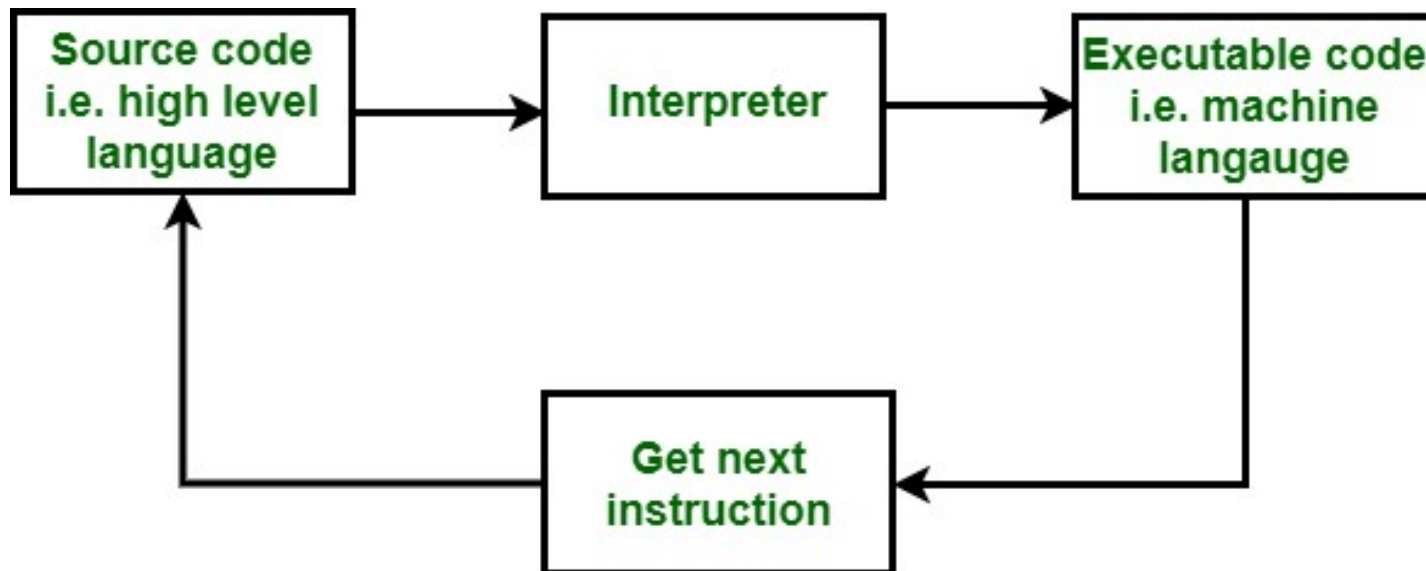 Source code
i.e. high level
language
Interpreter
Executable code
i.e. machine
langauge
Get next
instruction